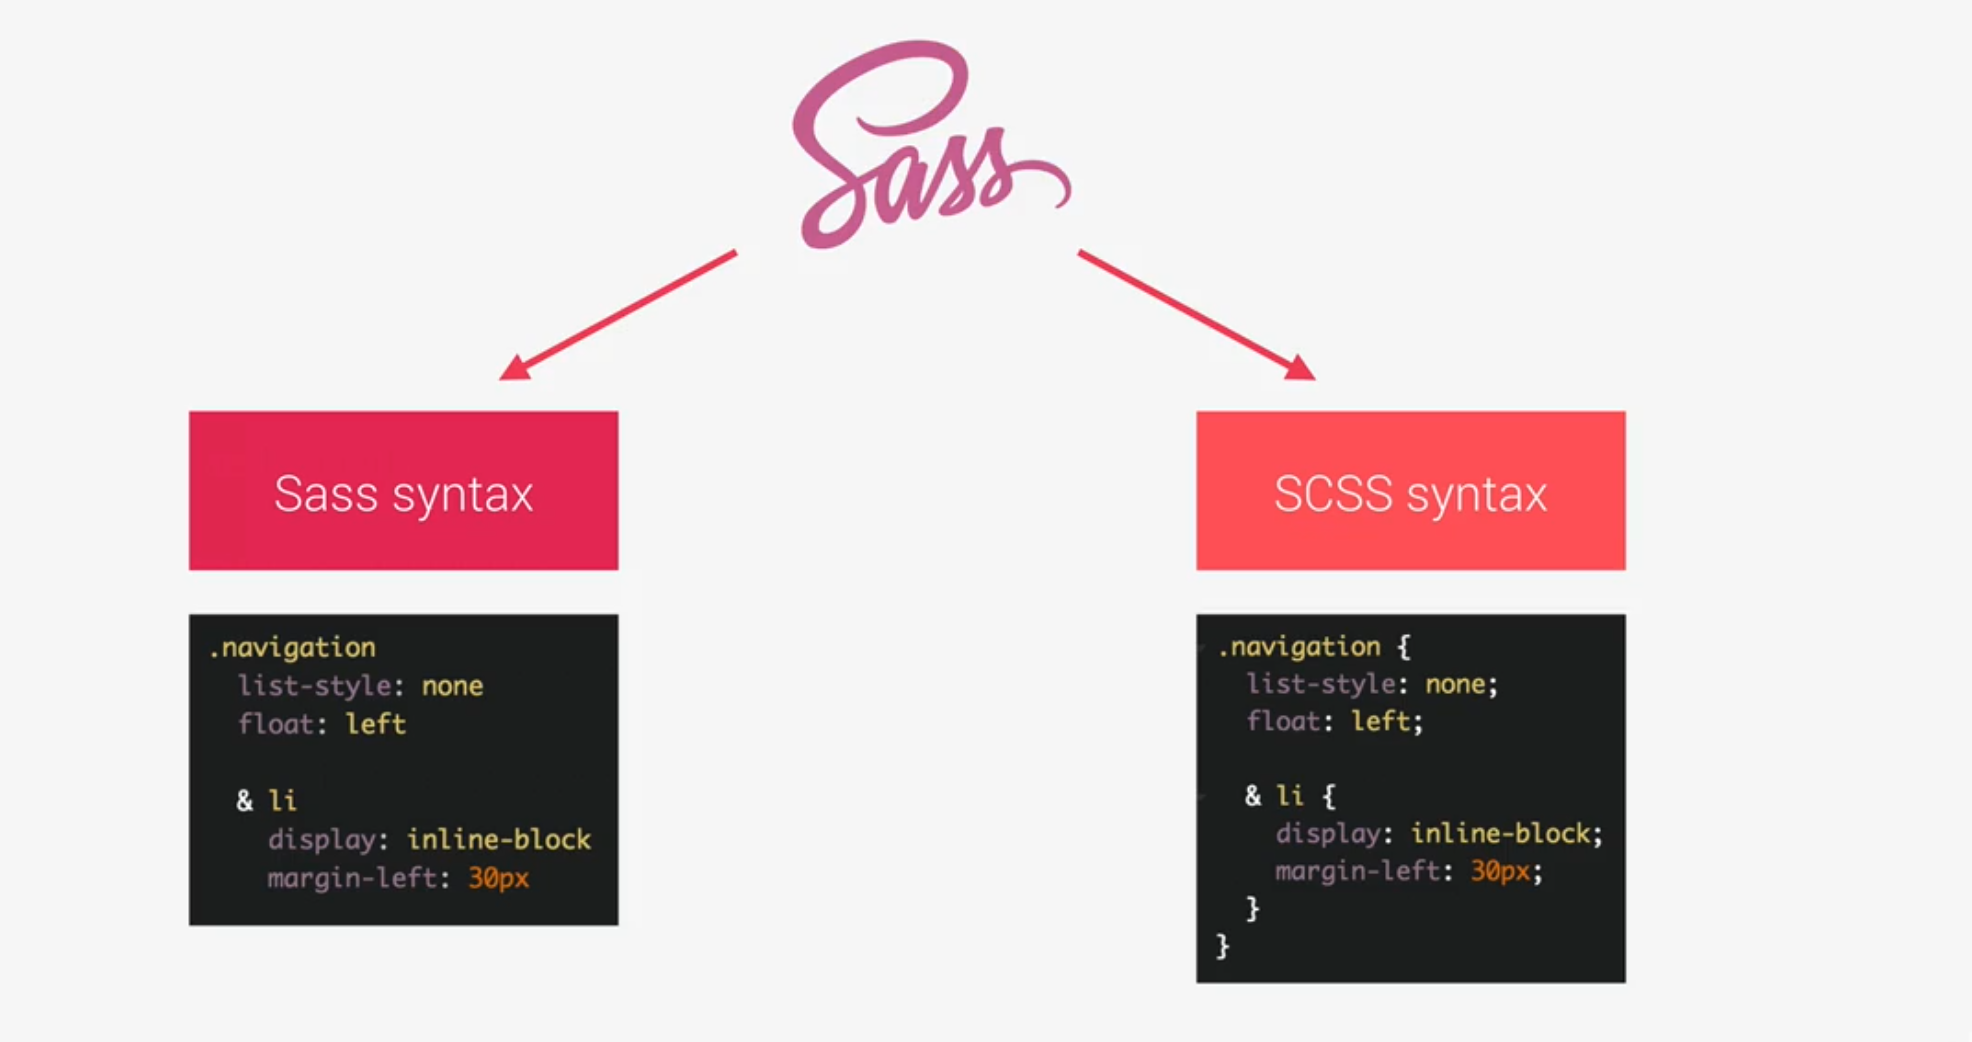 Sass
Sass syntax
.navigation
  list-style: none
  float: left
  & li
    display: inline-block
    margin-left: 30px
SCSS syntax
.navigation {
  list-style: none;
  float: left;
  & li {
    display: inline-block;
    margin-left: 30px;
  }
}